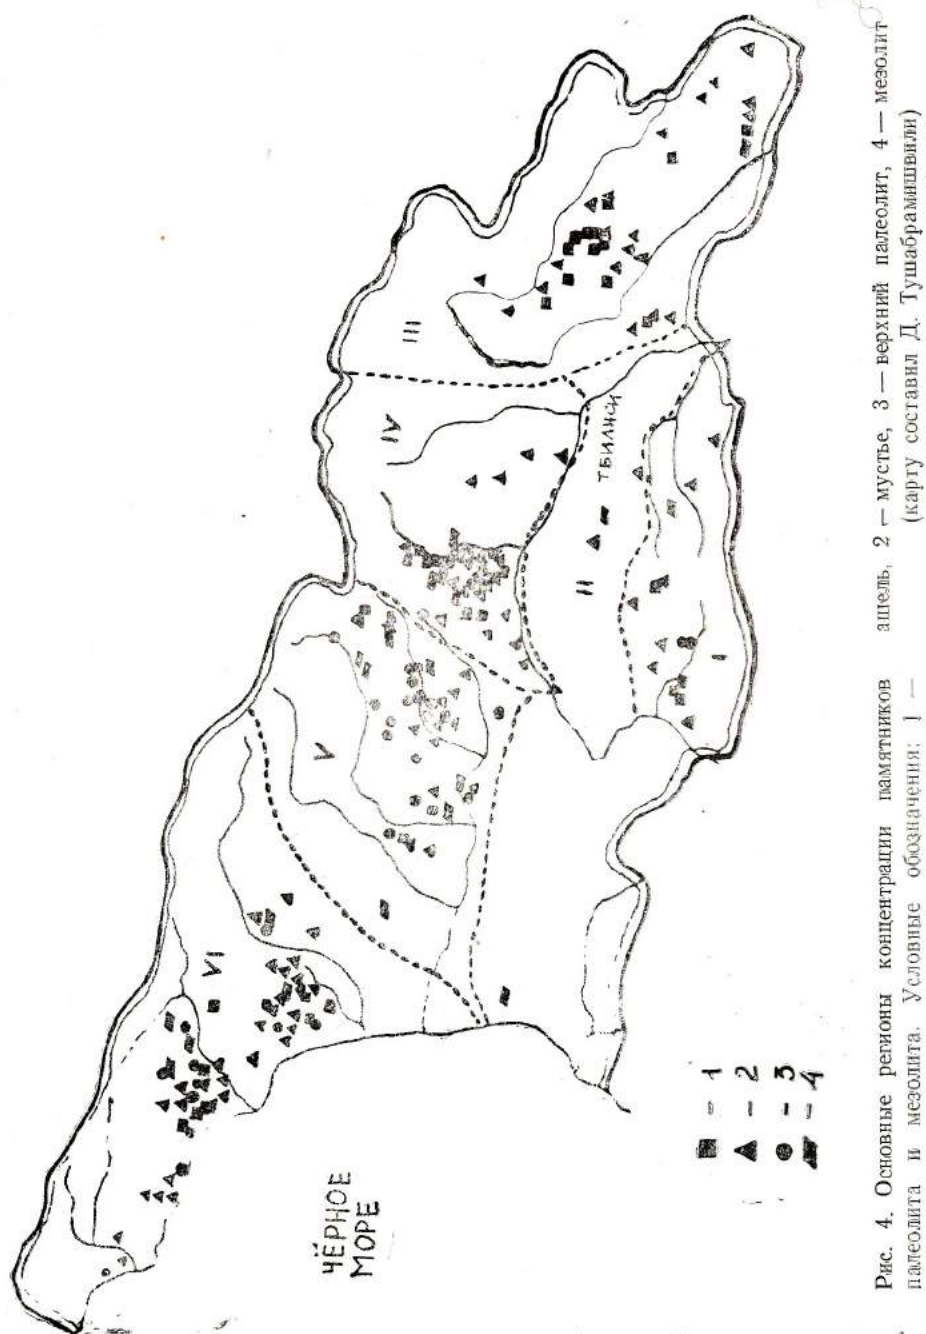 III
IV
ТБИЛИСИ
II
I
V
VI
ЧЁРНОЕ
МОРЕ
– 1
– 2
– 3
– 4
Рис. 4. Основные регионы концентрации памятников
палеолита и мезолита. Условные обозначения: 1 —
ашель, 2 — мустье, 3 — верхний палеолит, 4 — мезолит
(карту составил Д. Тушабрамишвили)